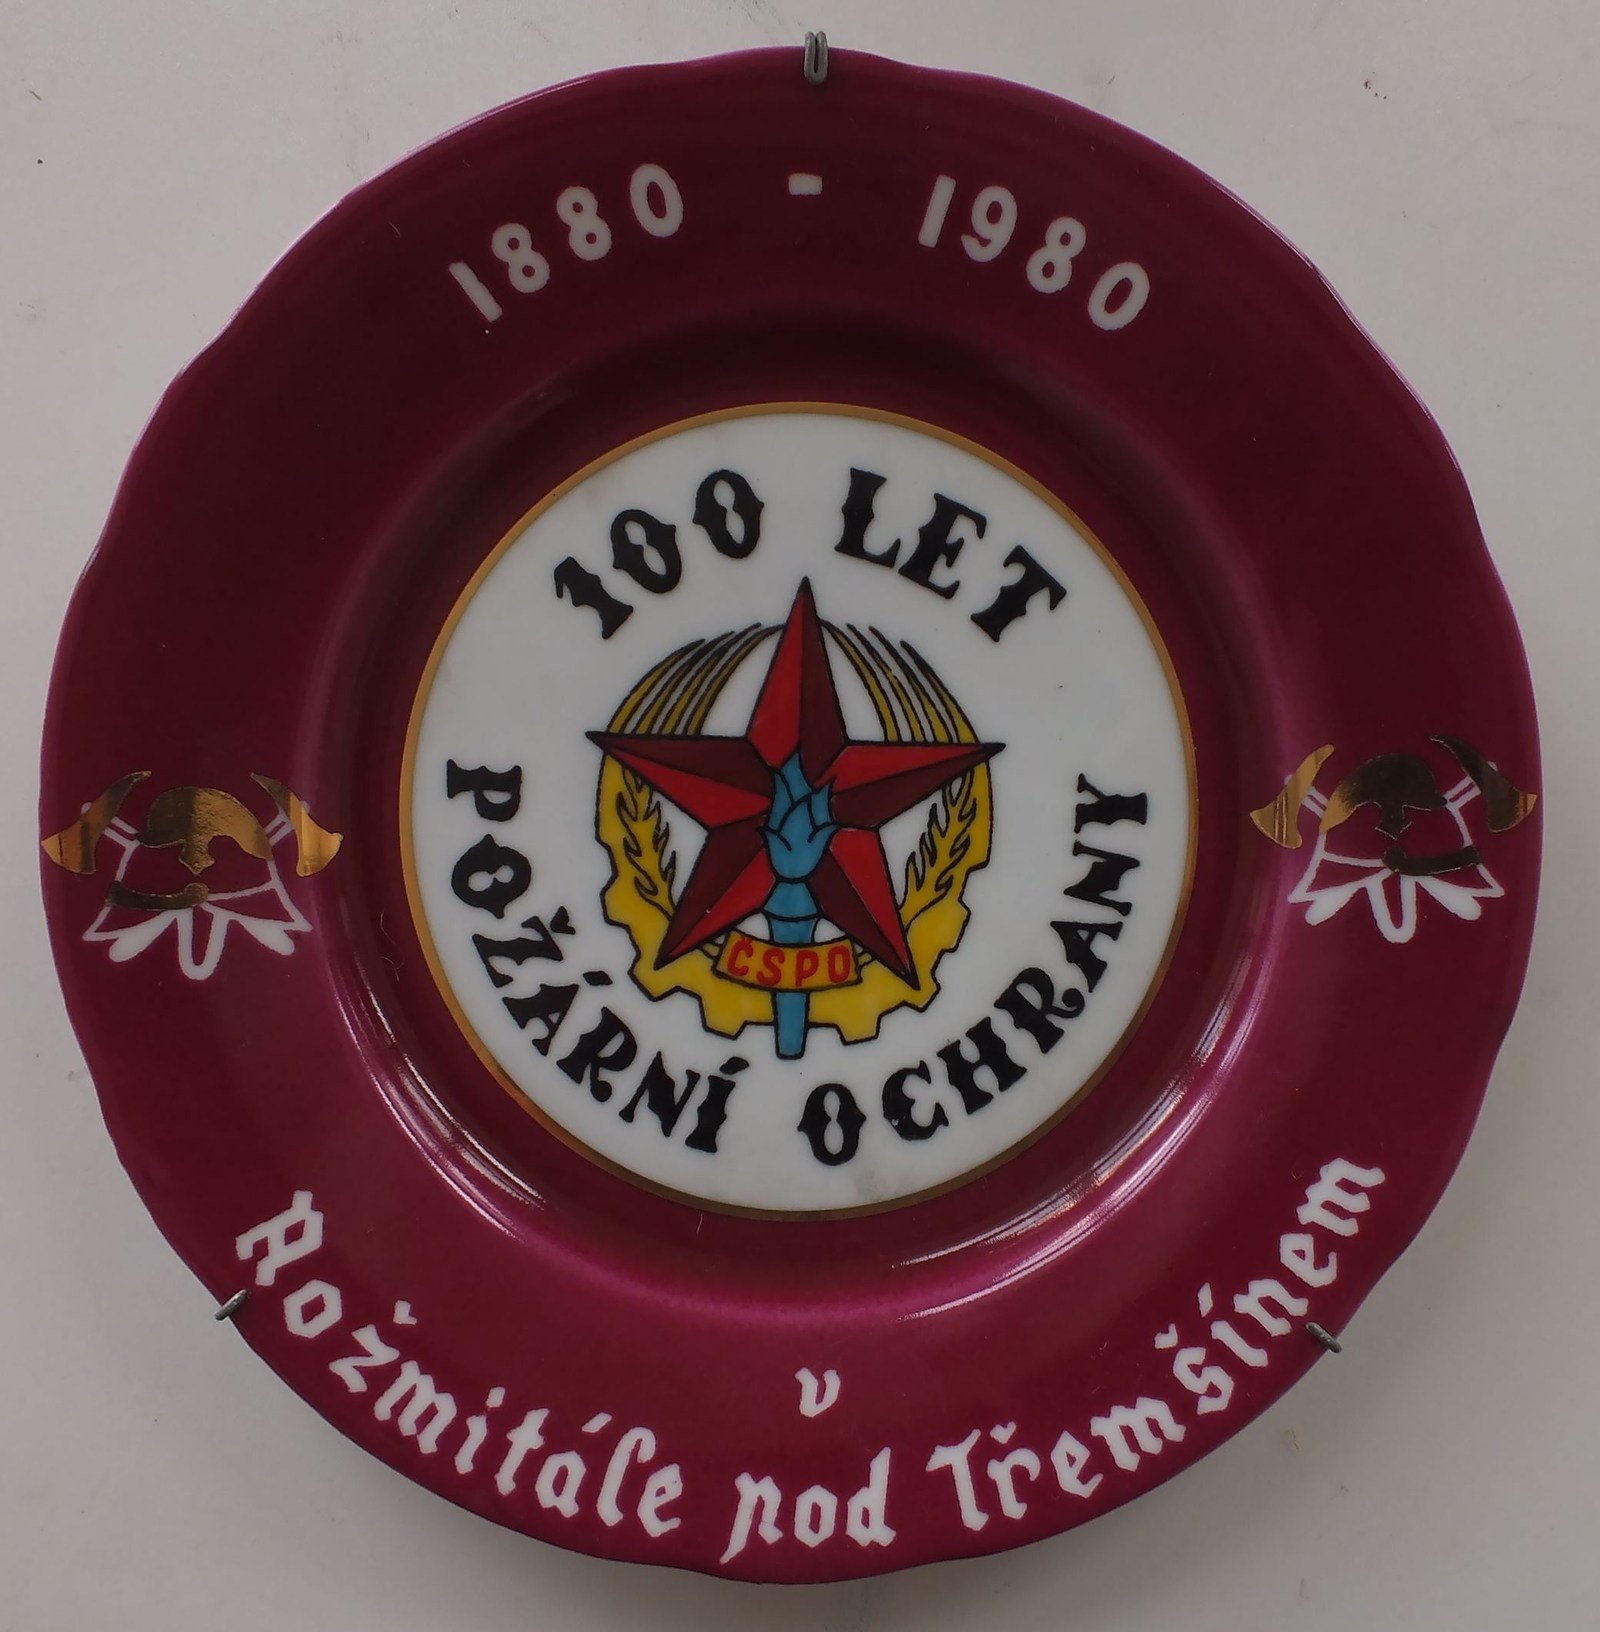 1880 - 1980
100 LET
POŽÁRNÍ OCHRANY
ČSPO
v
Rožmitále pod Třemšínem